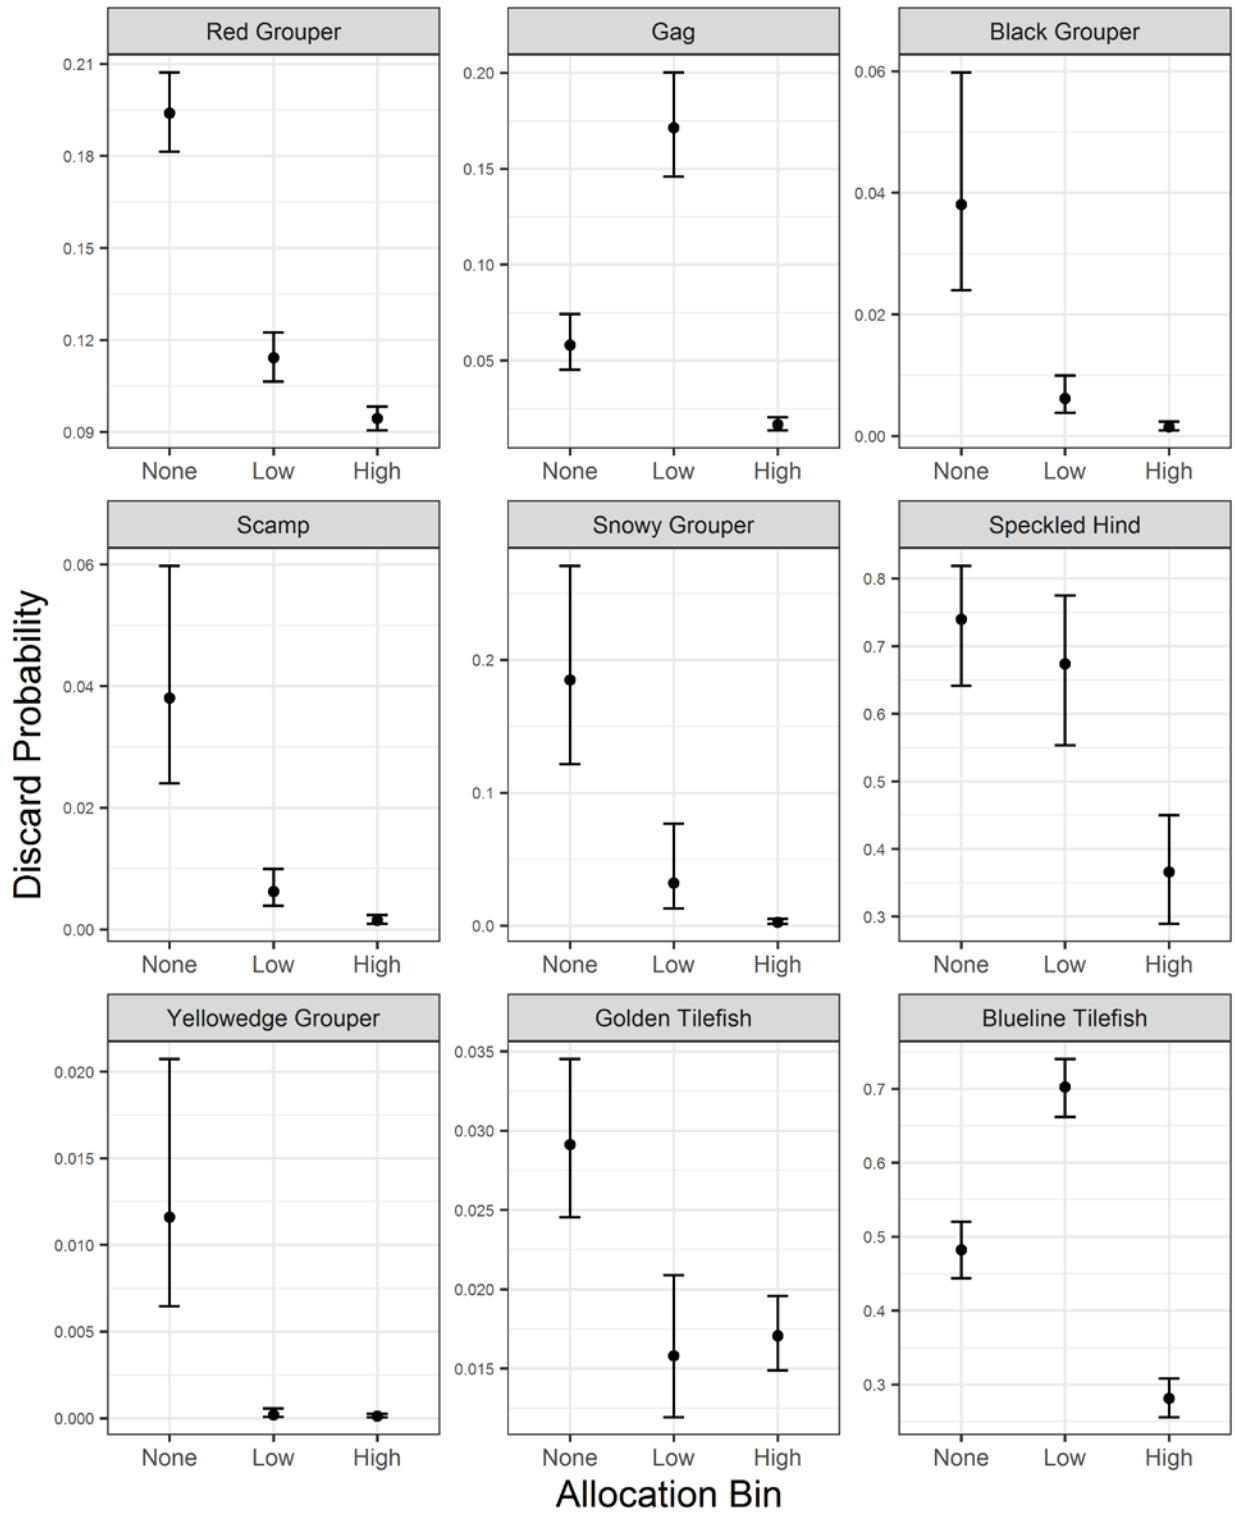 Red Grouper
Gag
Black Grouper
0.21
0.18
0.15
0.12
0.09
0.20
0.15
0.10
0.05
0.06
0.04
0.02
0.00
None Low High
None Low High
None Low High
Scamp
Snowy Grouper
Speckled Hind
0.06
0.04
0.02
0.00
0.2
0.1
0.0
0.8
0.7
0.6
0.5
0.4
0.3
None Low High
None Low High
None Low High
Yellowedge Grouper
Golden Tilefish
Blueline Tilefish
0.020
0.015
0.010
0.005
0.000
0.035
0.030
0.025
0.020
0.015
0.7
0.6
0.5
0.4
0.3
None Low High
None Low High
None Low High
Discard Probability
Allocation Bin